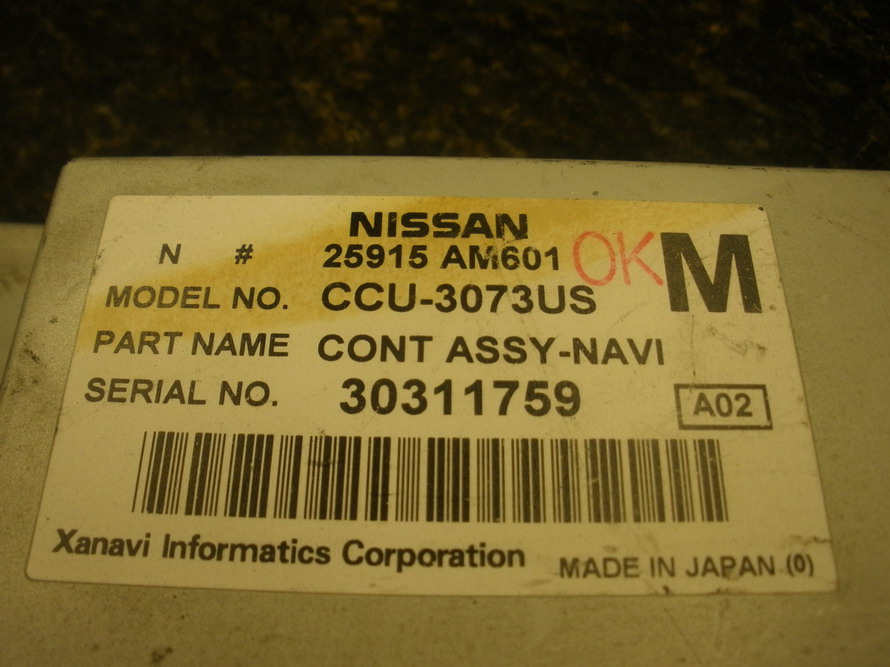 NISSAN
N # 25915 AM601 OK M
MODEL NO. CCU-3073US
PART NAME CONT ASSY-NAVI
SERIAL NO. 30311759 A02
Xanavi Informatics Corporation MADE IN JAPAN (0)